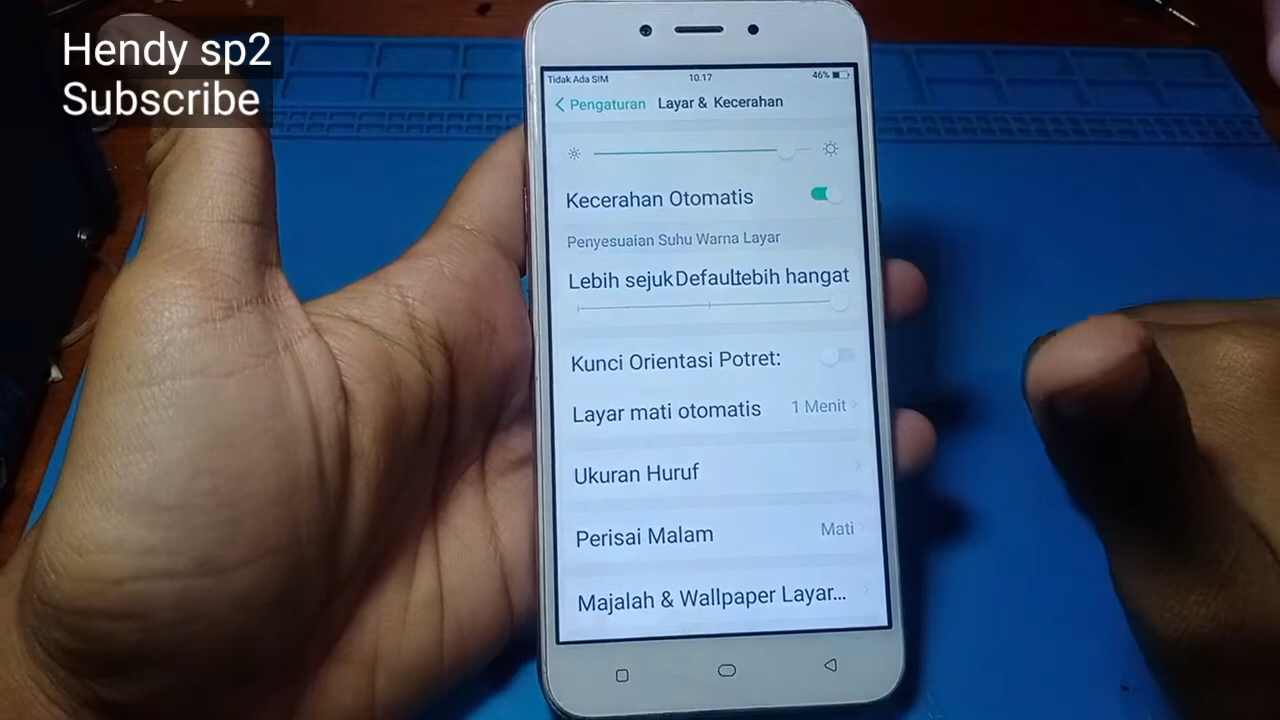 Hendy sp2
Subscribe
Tidak Ada SIM 10.17 46%
Pengaturan Layar & Kecerahan
Kecerahan Otomatis
Penyesuaian Suhu Warna Layar
Lebih sejuk Default Lebih hangat
Kunci Orientasi Potret:
Layar mati otomatis 1 Menit
Ukuran Huruf
Perisai Malam Mati
Majalah & Wallpaper Layar...